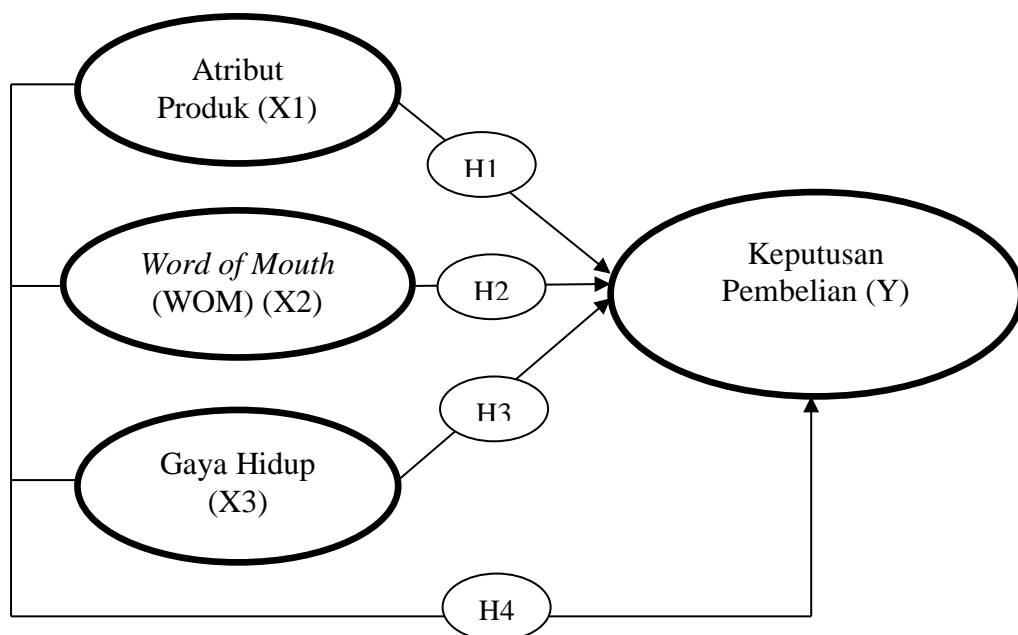 Atribut
Produk (X1)
H1
Word of Mouth
(WOM) (X2)
H2
Keputusan
Pembelian (Y)
H3
Gaya Hidup
(X3)
H4